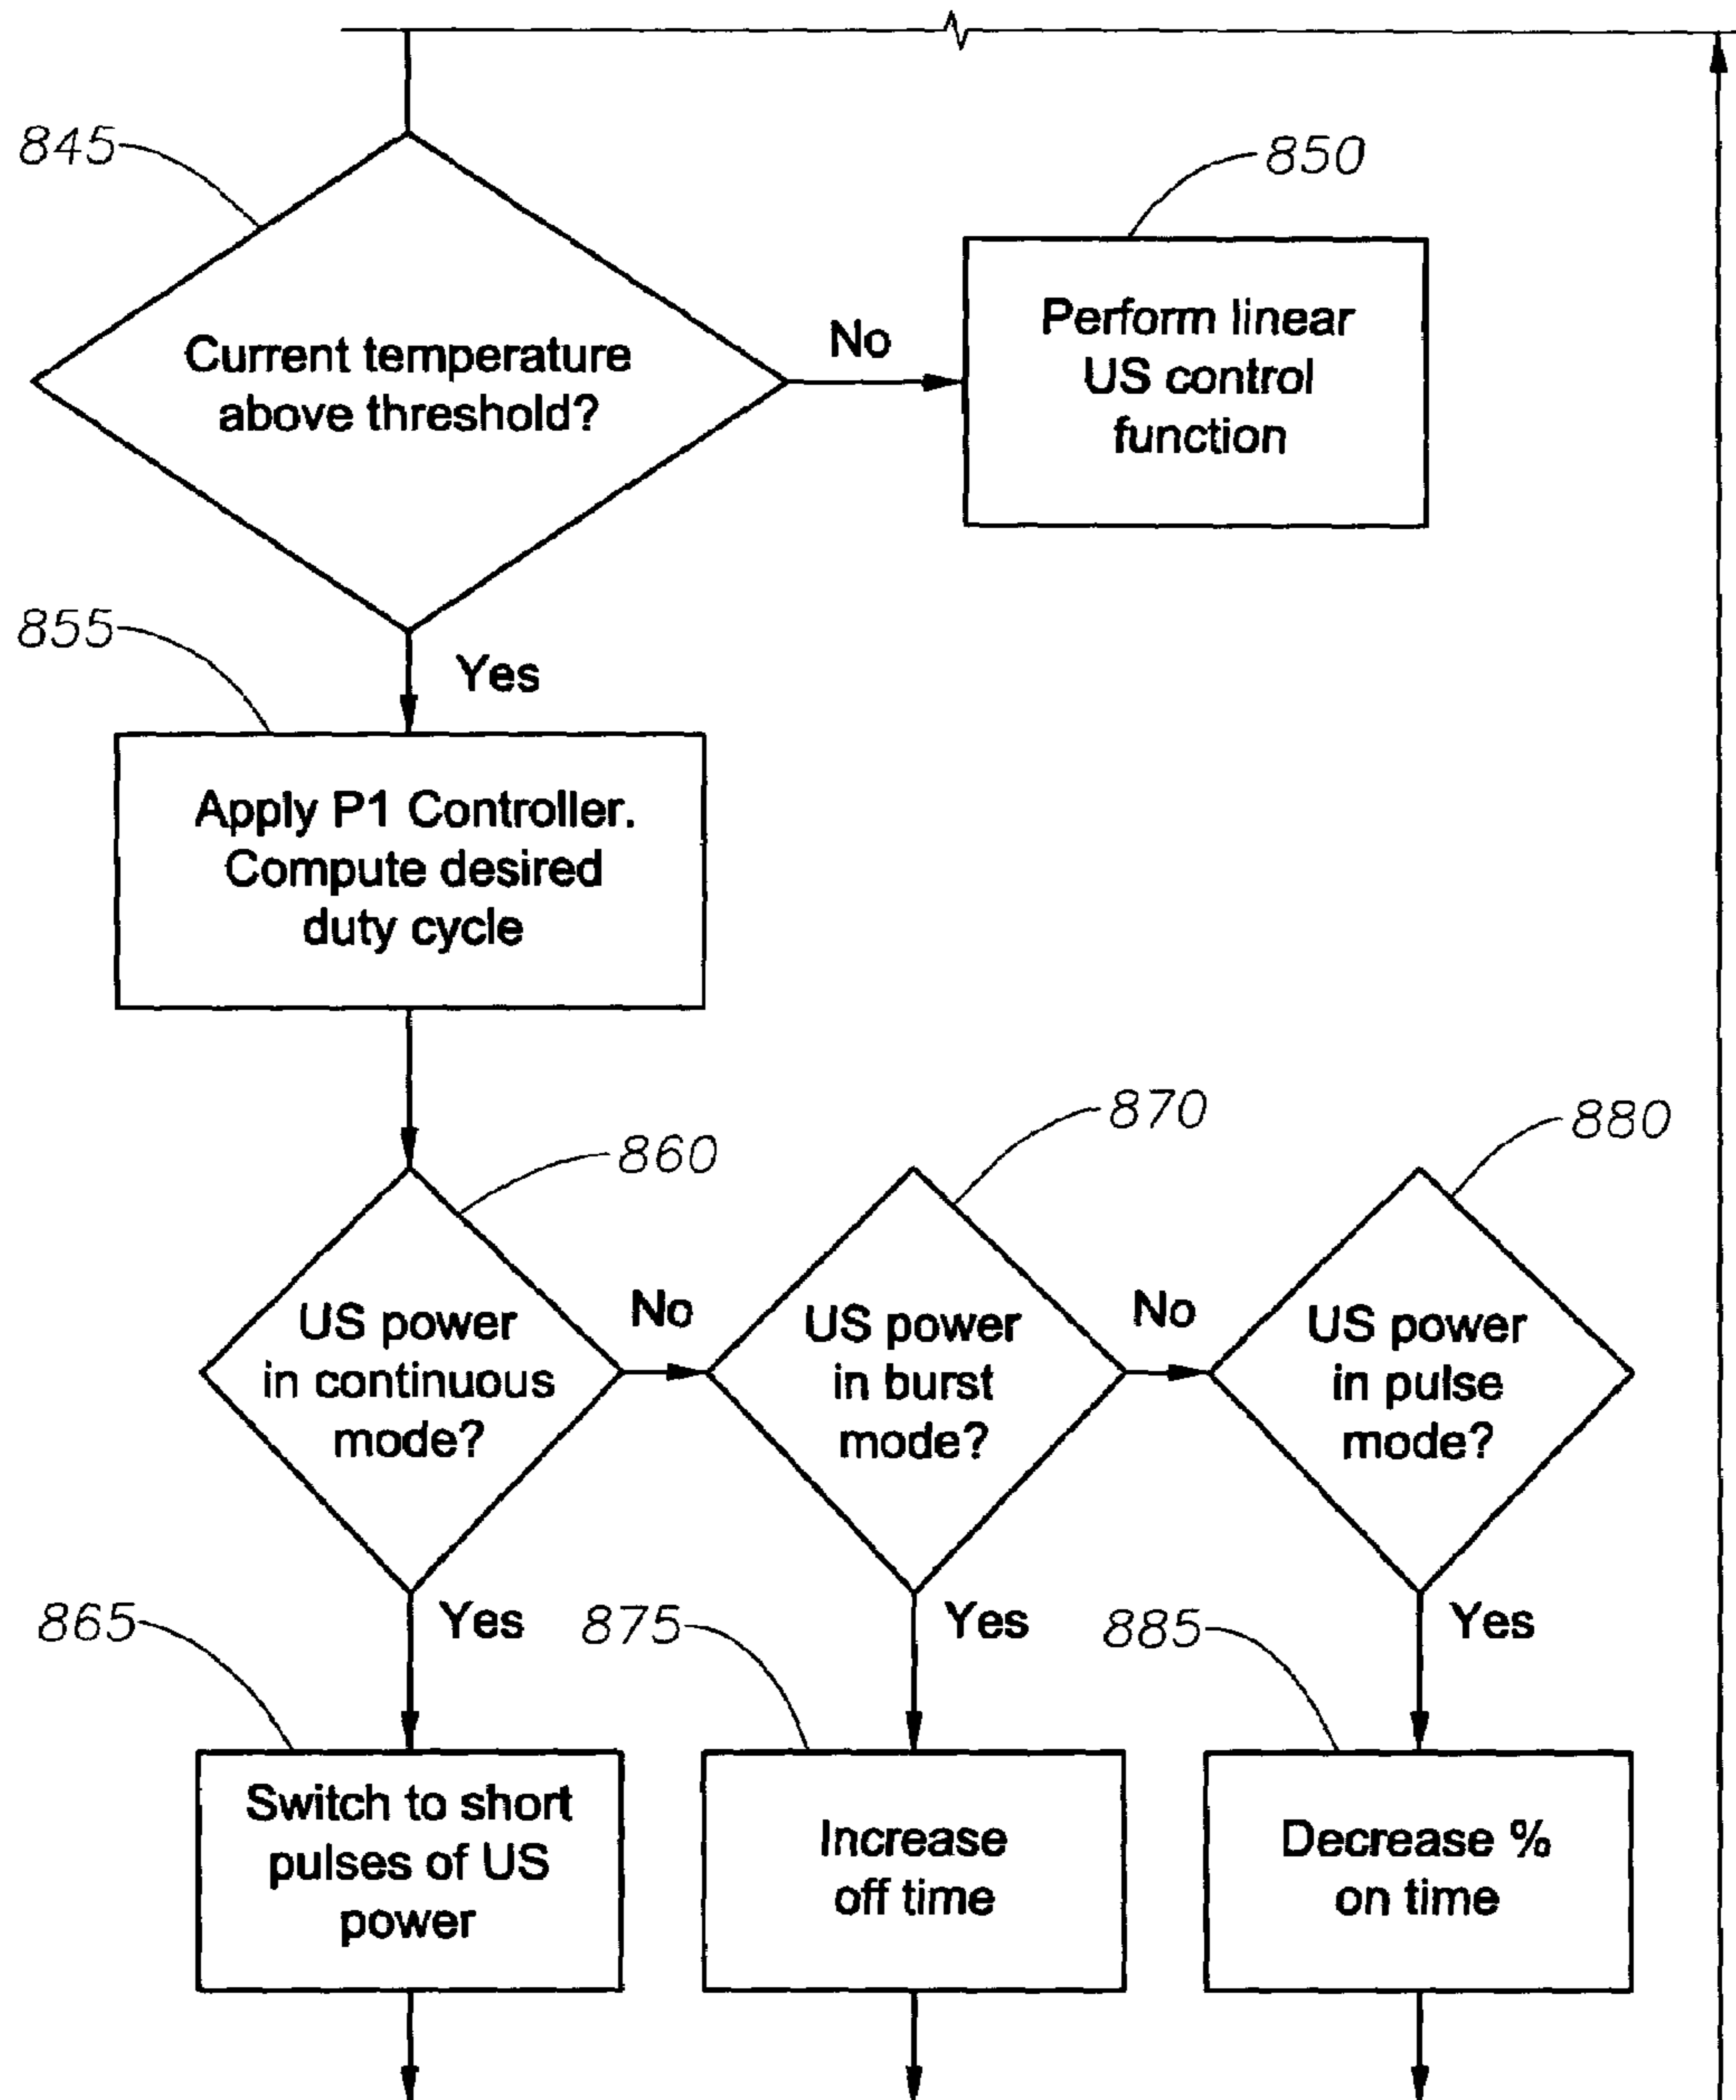 845
850
Current temperature
above threshold?
No
Perform linear
US control
function
855
Yes
Apply P1 Controller.
Compute desired
duty cycle
860
870
880
US power
in continuous
mode?
No
US power
in burst
mode?
No
US power
in pulse
mode?
865
Yes
875
Yes
885
Yes
Switch to short
pulses of US
power
Increase
off time
Decrease %
on time